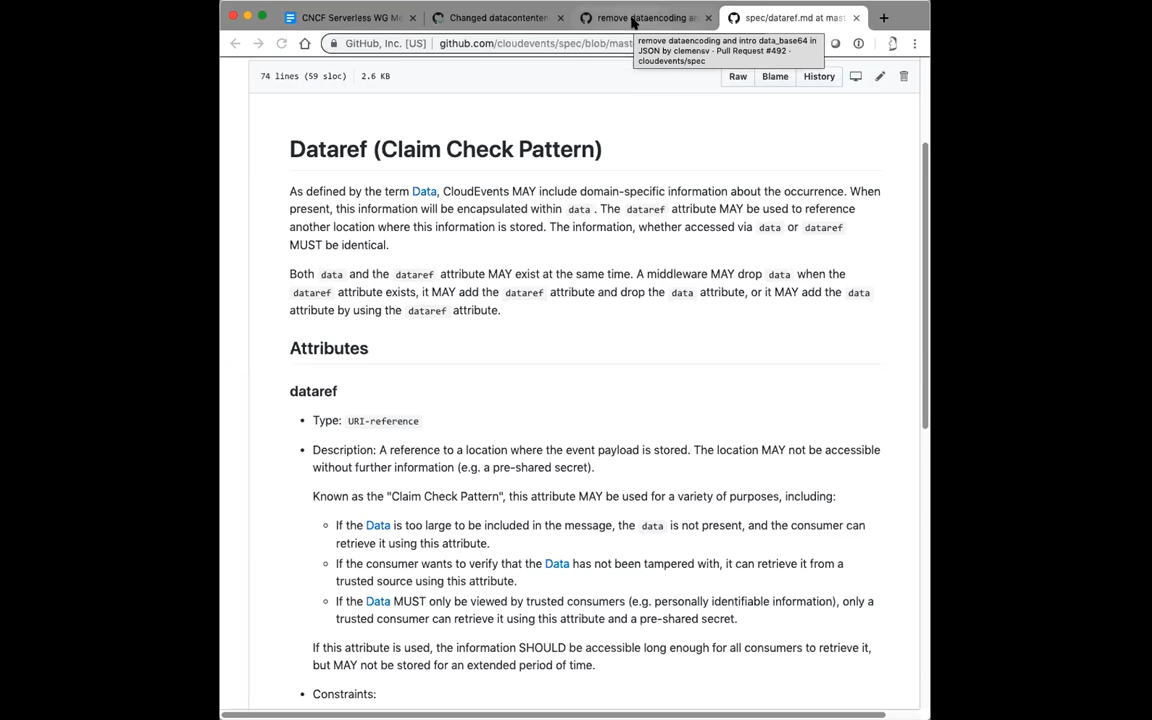 CNCF Serverless WG M
Changed datacontenten
remove dataencoding a
spec/dataref.md at mast
GitHub, Inc. [US]
github.com/cloudevents/spec/blob/mast
remove dataencoding and intro data_base64 in
JSON by clemensv · Pull Request #492 ·
cloudevents/spec
74 lines (59 sloc) 2.6 KB
Raw Blame History
Dataref (Claim Check Pattern)
As defined by the term Data, CloudEvents MAY include domain-specific information about the occurrence. When
present, this information will be encapsulated within data . The dataref attribute MAY be used to reference
another location where this information is stored. The information, whether accessed via data or dataref
MUST be identical.
Both data and the dataref attribute MAY exist at the same time. A middleware MAY drop data when the
dataref attribute exists, it MAY add the dataref attribute and drop the data attribute, or it MAY add the data
attribute by using the dataref attribute.
Attributes
dataref
• Type: URI-reference
• Description: A reference to a location where the event payload is stored. The location MAY not be accessible
without further information (e.g. a pre-shared secret).
Known as the "Claim Check Pattern", this attribute MAY be used for a variety of purposes, including:
◦ If the Data is too large to be included in the message, the data is not present, and the consumer can
retrieve it using this attribute.
◦ If the consumer wants to verify that the Data has not been tampered with, it can retrieve it from a
trusted source using this attribute.
◦ If the Data MUST only be viewed by trusted consumers (e.g. personally identifiable information), only a
trusted consumer can retrieve it using this attribute and a pre-shared secret.
If this attribute is used, the information SHOULD be accessible long enough for all consumers to retrieve it,
but MAY not be stored for an extended period of time.
• Constraints: